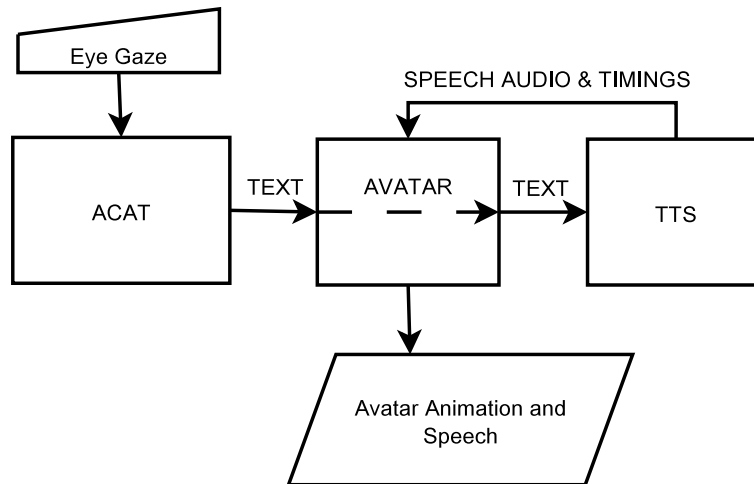 Eye Gaze
SPEECH AUDIO & TIMINGS
ACAT
TEXT
AVATAR
TEXT
TTS
Avatar Animation and
Speech